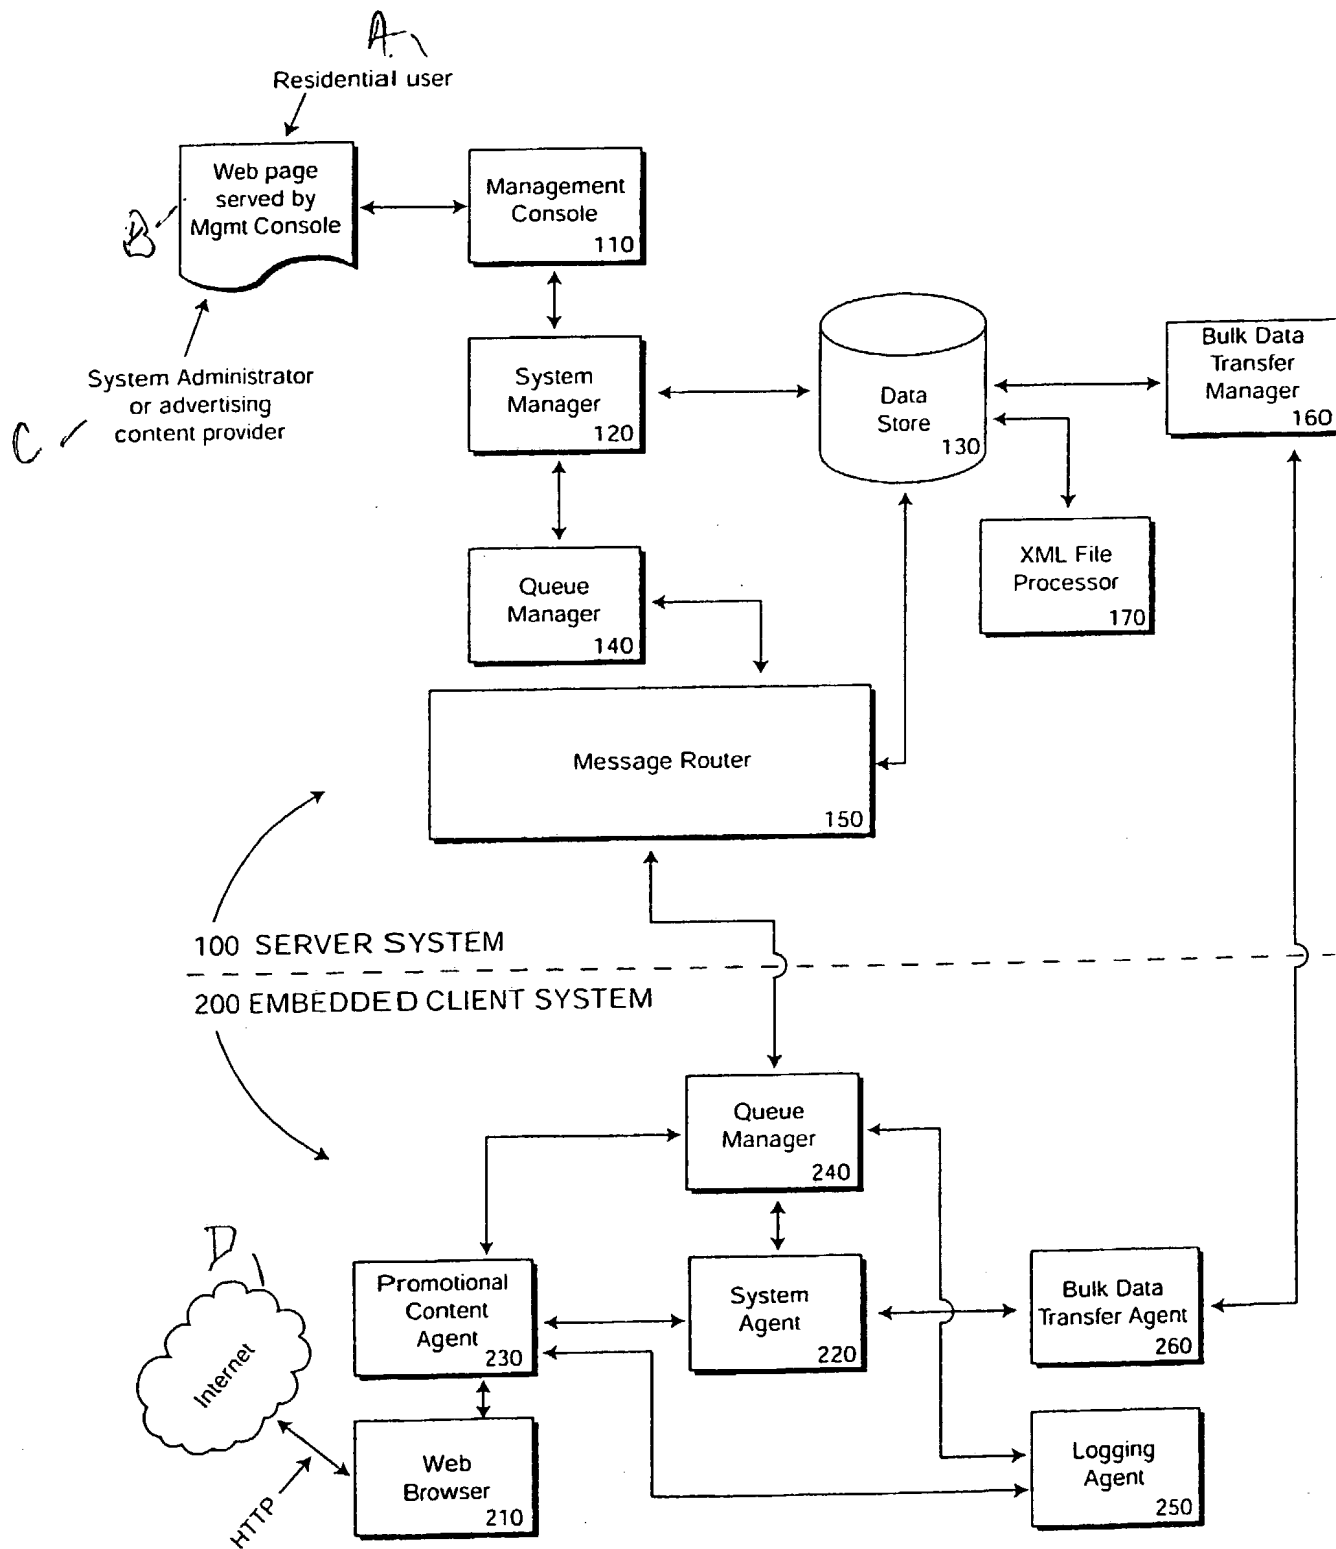 A.
Residential user
Web page
served by
Mgmt Console
B
Management
Console
110
System Administrator
or advertising
content provider
C
System
Manager
120
Data
Store
130
Bulk Data
Transfer
Manager
160
XML File
Processor
170
Queue
Manager
140
Message Router
150
100 SERVER SYSTEM
200 EMBEDDED CLIENT SYSTEM
Queue
Manager
240
D
Internet
HTTP
Promotional
Content
Agent
230
System
Agent
220
Bulk Data
Transfer Agent
260
Web
Browser
210
Logging
Agent
250